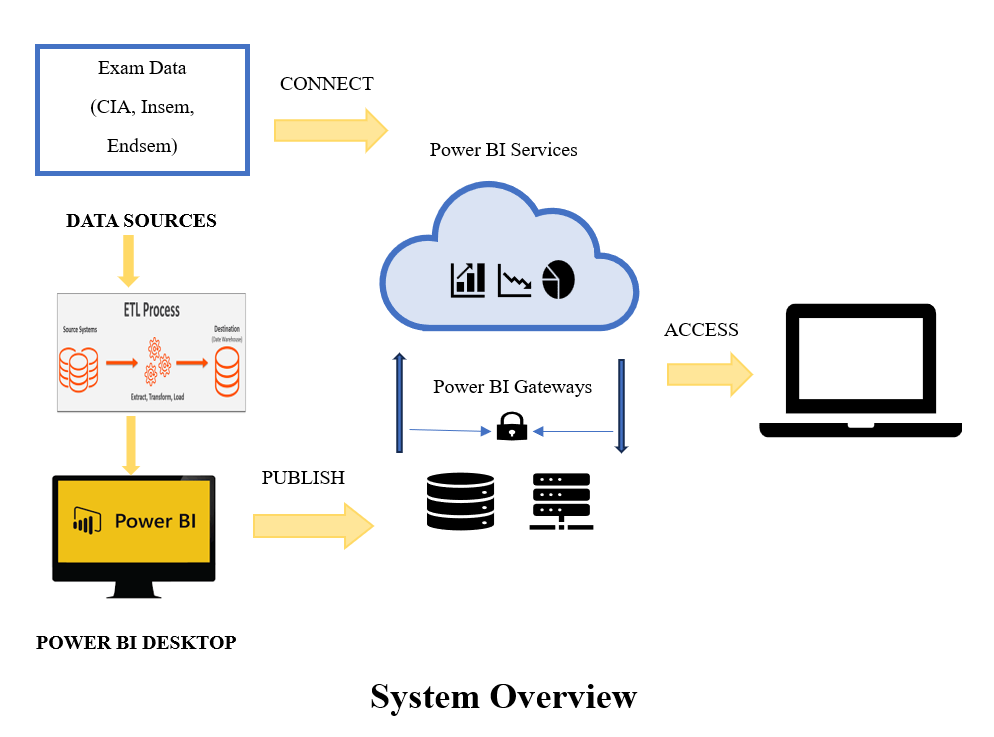 Exam Data
(CIA, Insem,
Endsem)
CONNECT
Power BI Services
DATA SOURCES
ETL Process
Source Systems
Destination
(Date Warehouse)
Extract, Transform, Load
ACCESS
Power BI Gateways
PUBLISH
Power BI
POWER BI DESKTOP
System Overview